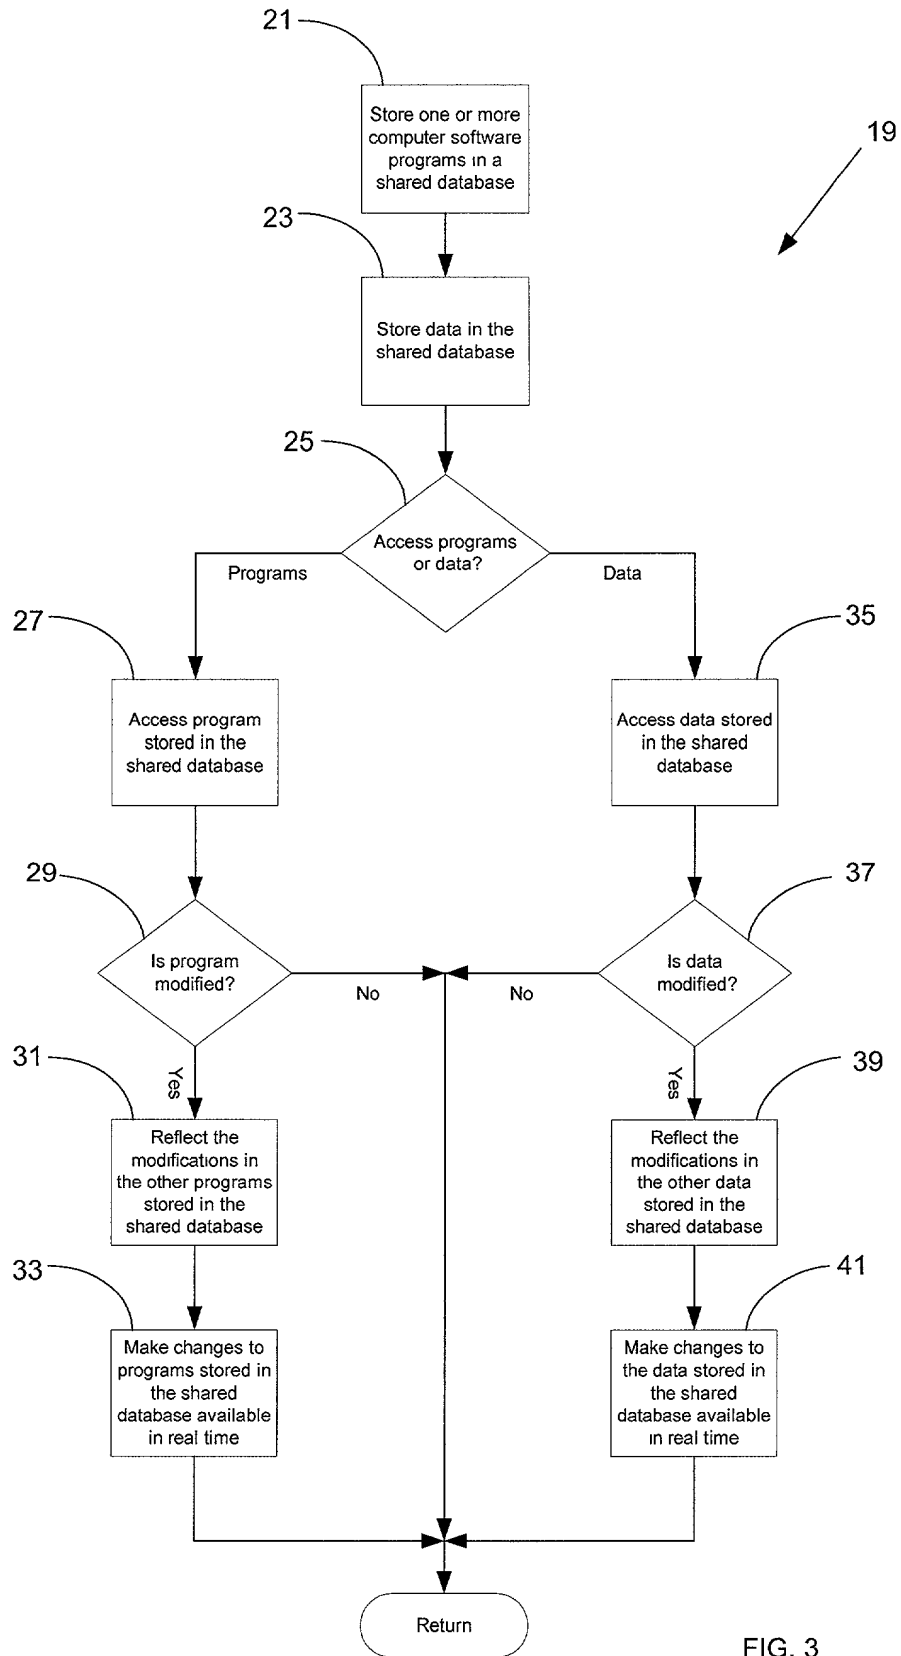 21
Store one or more
computer software
programs in a
shared database
19
23
Store data in the
shared database
25
Access programs
or data?
Programs
Data
27
35
Access program
stored in the
shared database
Access data stored
in the shared
database
29
37
Is program
modified?
No
Is data
modified?
No
31
Yes
39
Yes
Reflect the
modifications in
the other programs
stored in the
shared database
Reflect the
modifications in
the other data
stored in the
shared database
33
41
Make changes to
programs stored in
the shared
database available
in real time
Make changes to
the data stored in
the shared
database available
in real time
Return
FIG. 3